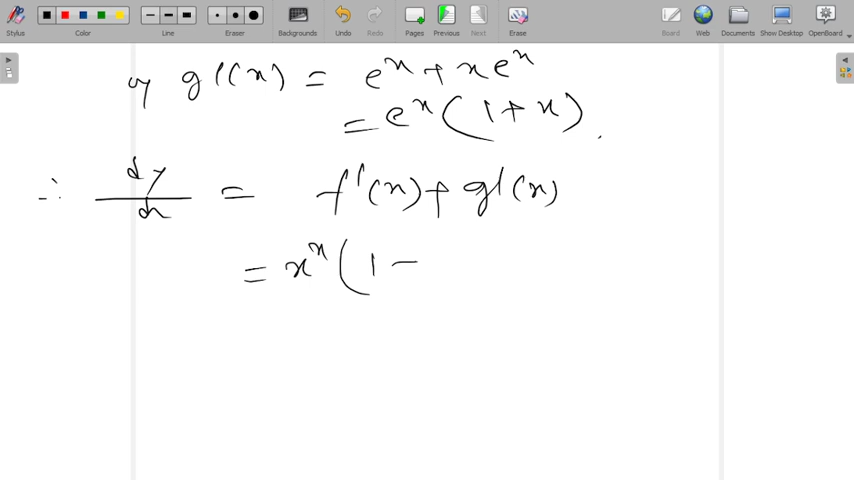 Stylus Color Line Eraser Backgrounds Undo Redo Pages Previous Next Erase Board Web Documents Show Desktop OpenBoard
g'(x) = e^x + xe^x
= e^x (1 + x).
∴ dy/dx = f'(x) + g'(x)
= x^x (1 -